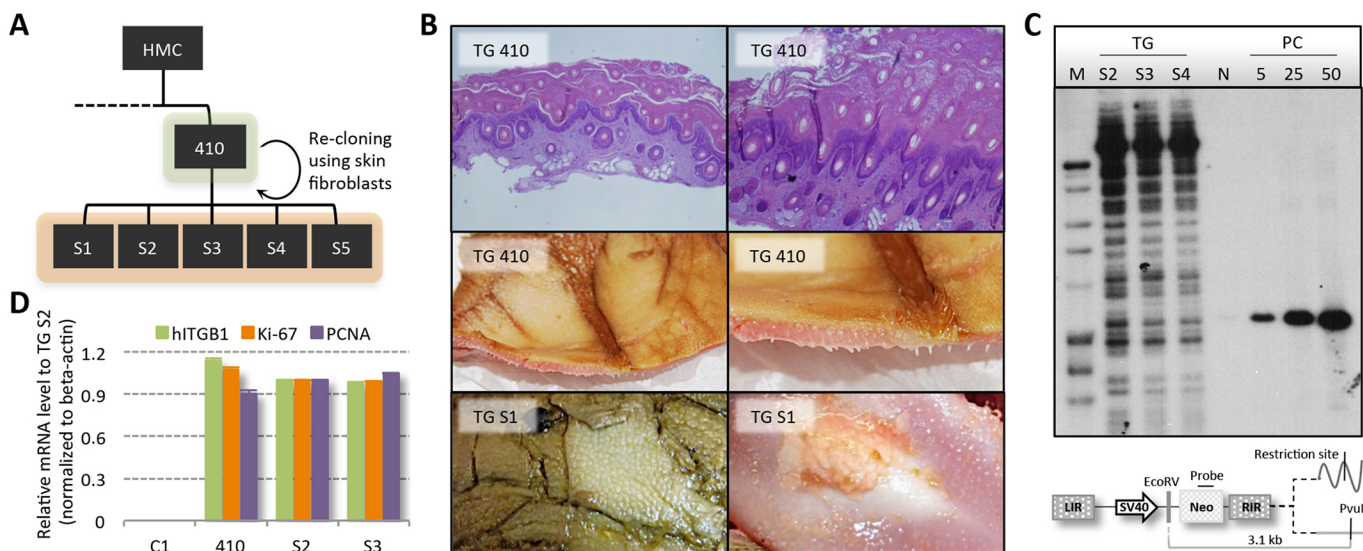 A
HMC
410
Re-cloning
using skin
fibroblasts
S1 S2 S3 S4 S5
B
TG 410
TG 410
TG 410
TG 410
TG S1
TG S1
C
TG PC
M S2 S3 S4 N 5 25 50
Restriction site
EcoRV
Probe
LIR SV40 Neo RIR
PvuI
3.1 kb
D
hITGB1 Ki-67 PCNA
Relative mRNA level to TG S2
(normalized to beta-actin)
1.2
0.9
0.6
0.3
0
C1 410 S2 S3